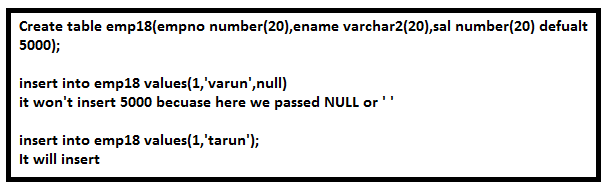 Create table emp18(empno number(20),ename varchar2(20),sal number(20) defualt
5000);
insert into emp18 values(1,'varun',null)
it won't insert 5000 becuase here we passed NULL or ' '
insert into emp18 values(1,'tarun');
It will insert